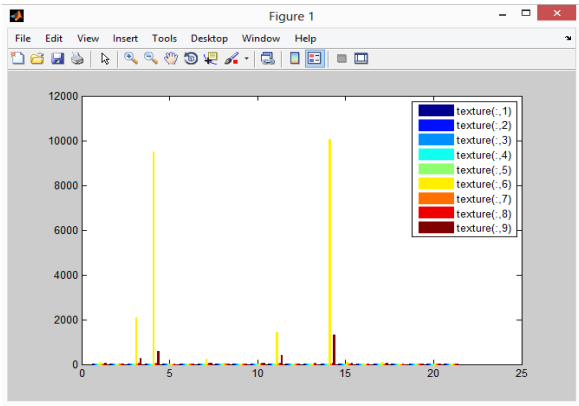 Figure 1
File Edit View Insert Tools Desktop Window Help
12000
10000
8000
6000
4000
2000
0
0 5 10 15 20 25
texture(:,1)
texture(:,2)
texture(:,3)
texture(:,4)
texture(:,5)
texture(:,6)
texture(:,7)
texture(:,8)
texture(:,9)